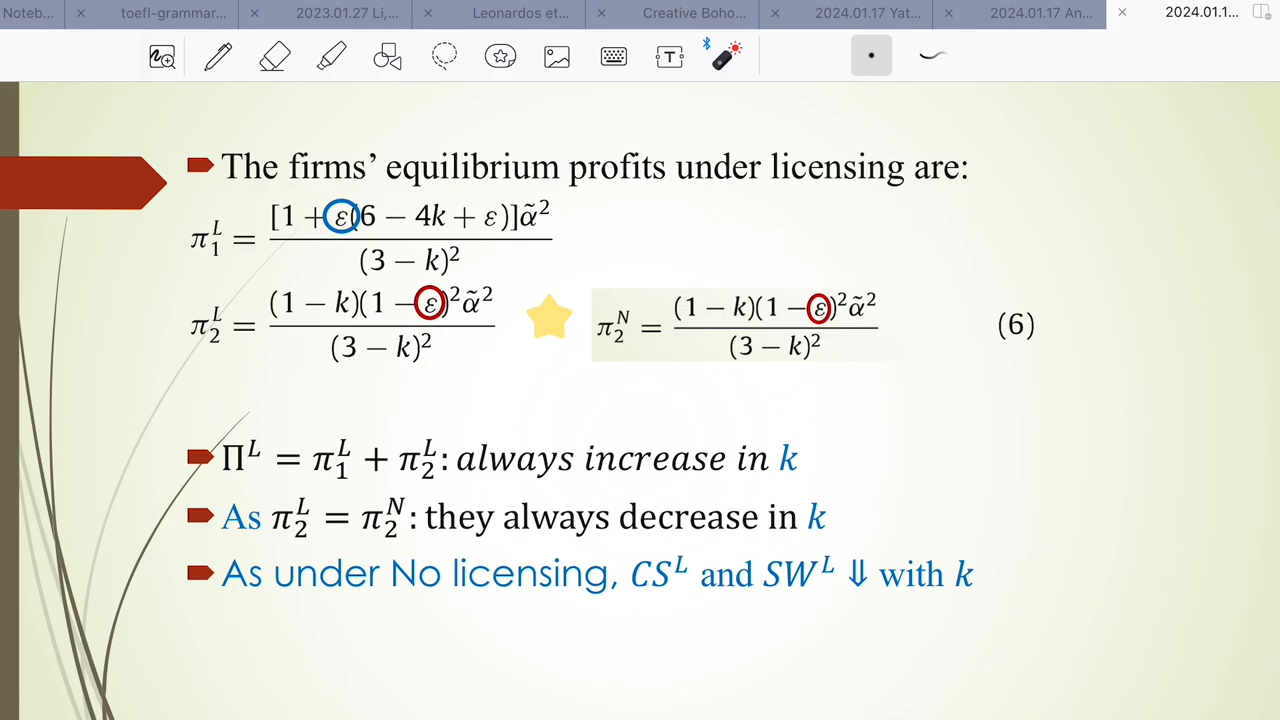 Noteb... × toefl-grammar... × 2023.01.27 Li,... × Leonardos et... × Creative Boho... × 2024.01.17 Yat... × 2024.01.17 An... × 2024.01.1...
The firms' equilibrium profits under licensing are:
π₁ᴸ = [1 + ε(6 − 4k + ε)]α̃² / (3 − k)²
π₂ᴸ = (1 − k)(1 − ε)²α̃² / (3 − k)² π₂ᴺ = (1 − k)(1 − ε)²α̃² / (3 − k)² (6)
Πᴸ = π₁ᴸ + π₂ᴸ: always increase in k
As π₂ᴸ = π₂ᴺ: they always decrease in k
As under No licensing, CSᴸ and SWᴸ ⇓ with k